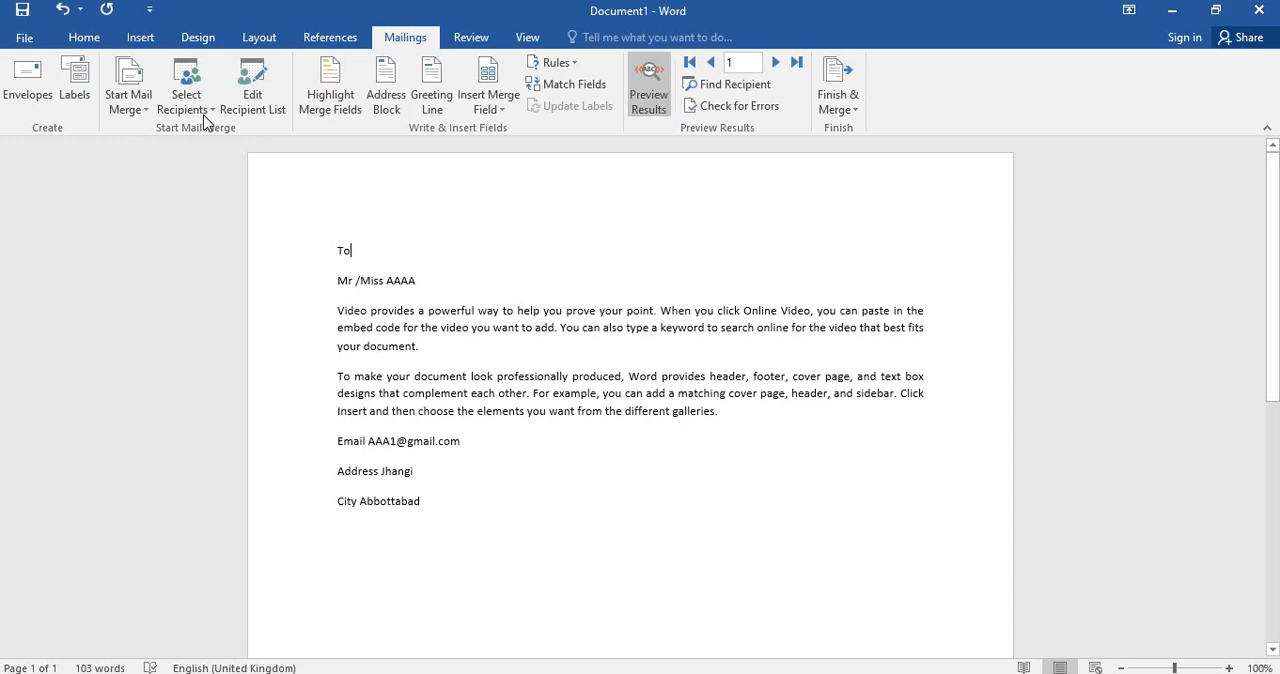 Document1 - Word
File Home Insert Design Layout References Mailings Review View Tell me what you want to do... Sign in Share
Envelopes Labels
Create
Start Mail Merge Select Recipients Edit Recipient List
Start Mail Merge
Highlight Merge Fields Address Block Greeting Line Insert Merge Field
Rules
Match Fields
Update Labels
Write & Insert Fields
Preview Results
1
Find Recipient
Check for Errors
Preview Results
Finish & Merge
Finish
To
Mr /Miss AAAA
Video provides a powerful way to help you prove your point. When you click Online Video, you can paste in the
embed code for the video you want to add. You can also type a keyword to search online for the video that best fits
your document.
To make your document look professionally produced, Word provides header, footer, cover page, and text box
designs that complement each other. For example, you can add a matching cover page, header, and sidebar. Click
Insert and then choose the elements you want from the different galleries.
Email AAA1@gmail.com
Address Jhangi
City Abbottabad
Page 1 of 1 103 words English (United Kingdom) 100%